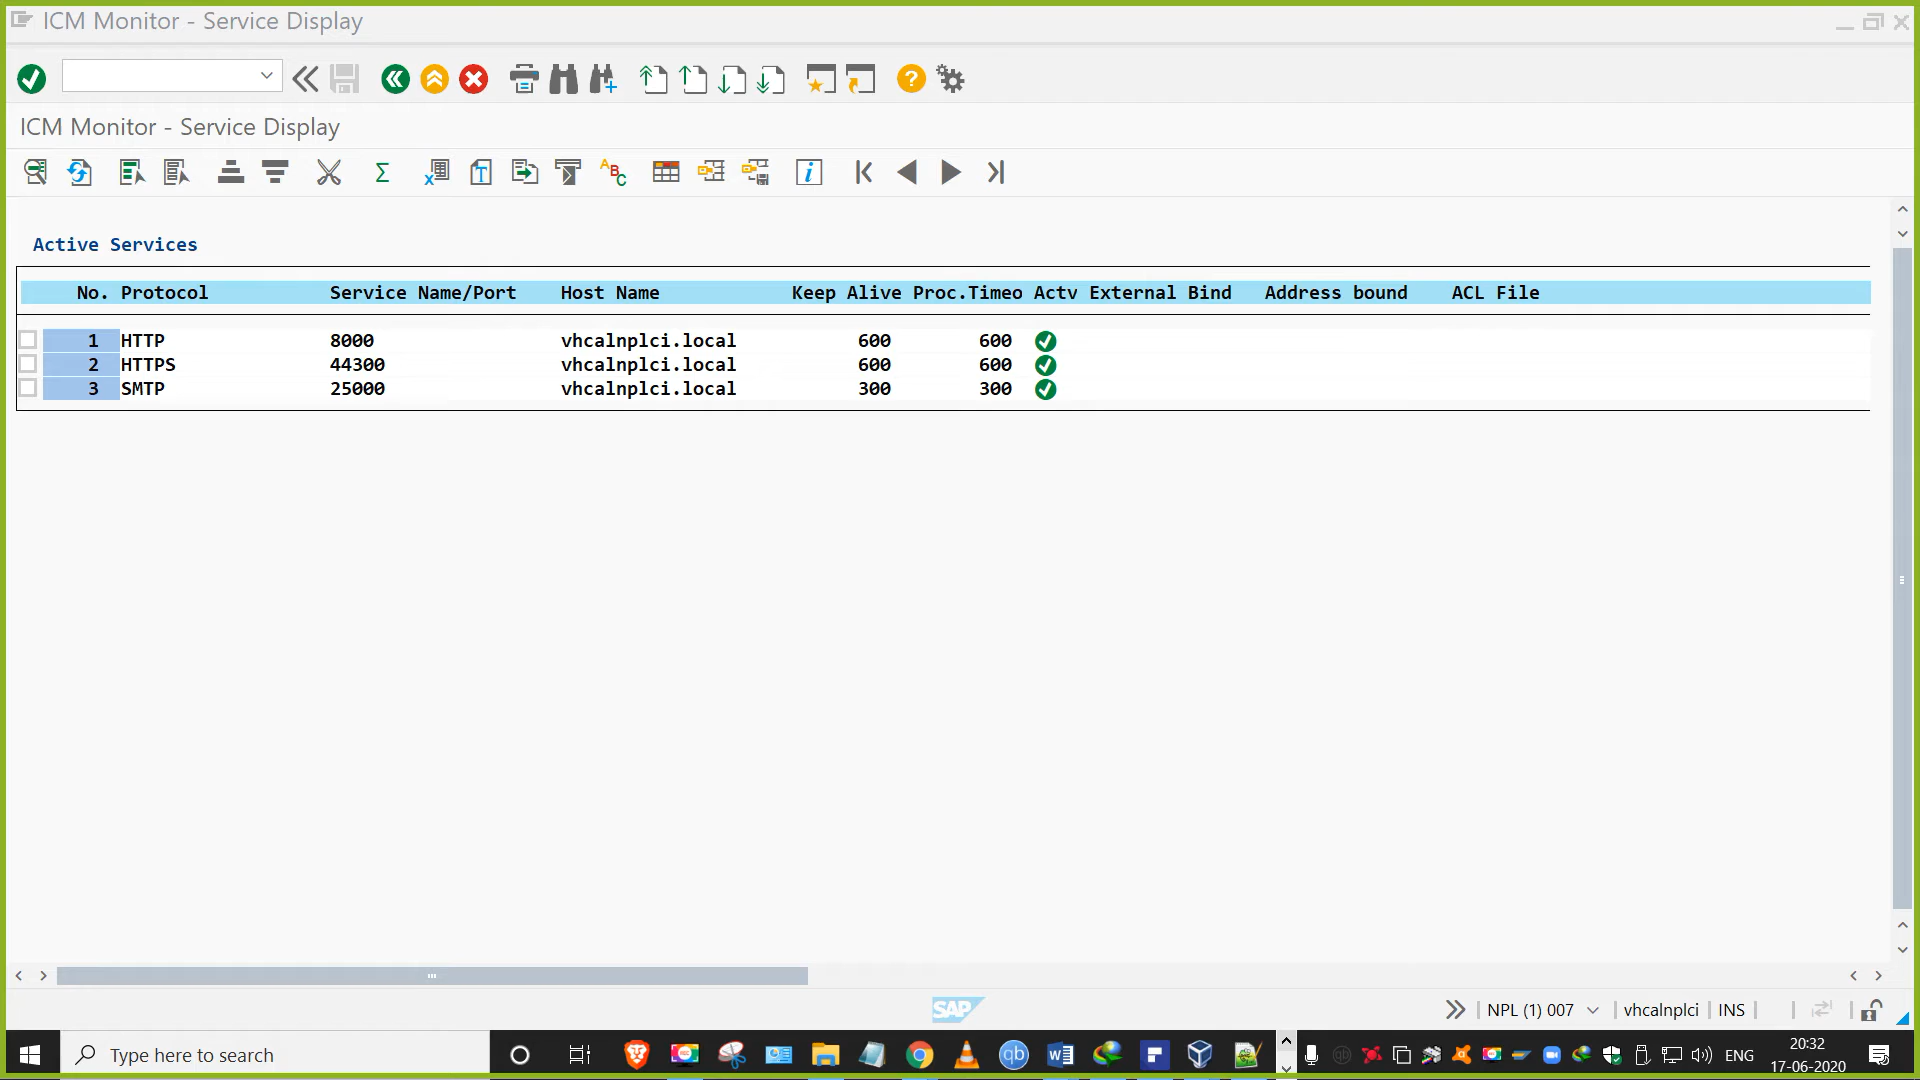 ICM Monitor - Service Display
ICM Monitor - Service Display
Active Services
No. Protocol Service Name/Port Host Name Keep Alive Proc.Timeo Actv External Bind Address bound ACL File
1 HTTP 8000 vhcalnplci.local 600 600
2 HTTPS 44300 vhcalnplci.local 600 600
3 SMTP 25000 vhcalnplci.local 300 300
SAP
NPL (1) 007 vhcalnplci INS
Type here to search
ENG
20:32
17-06-2020